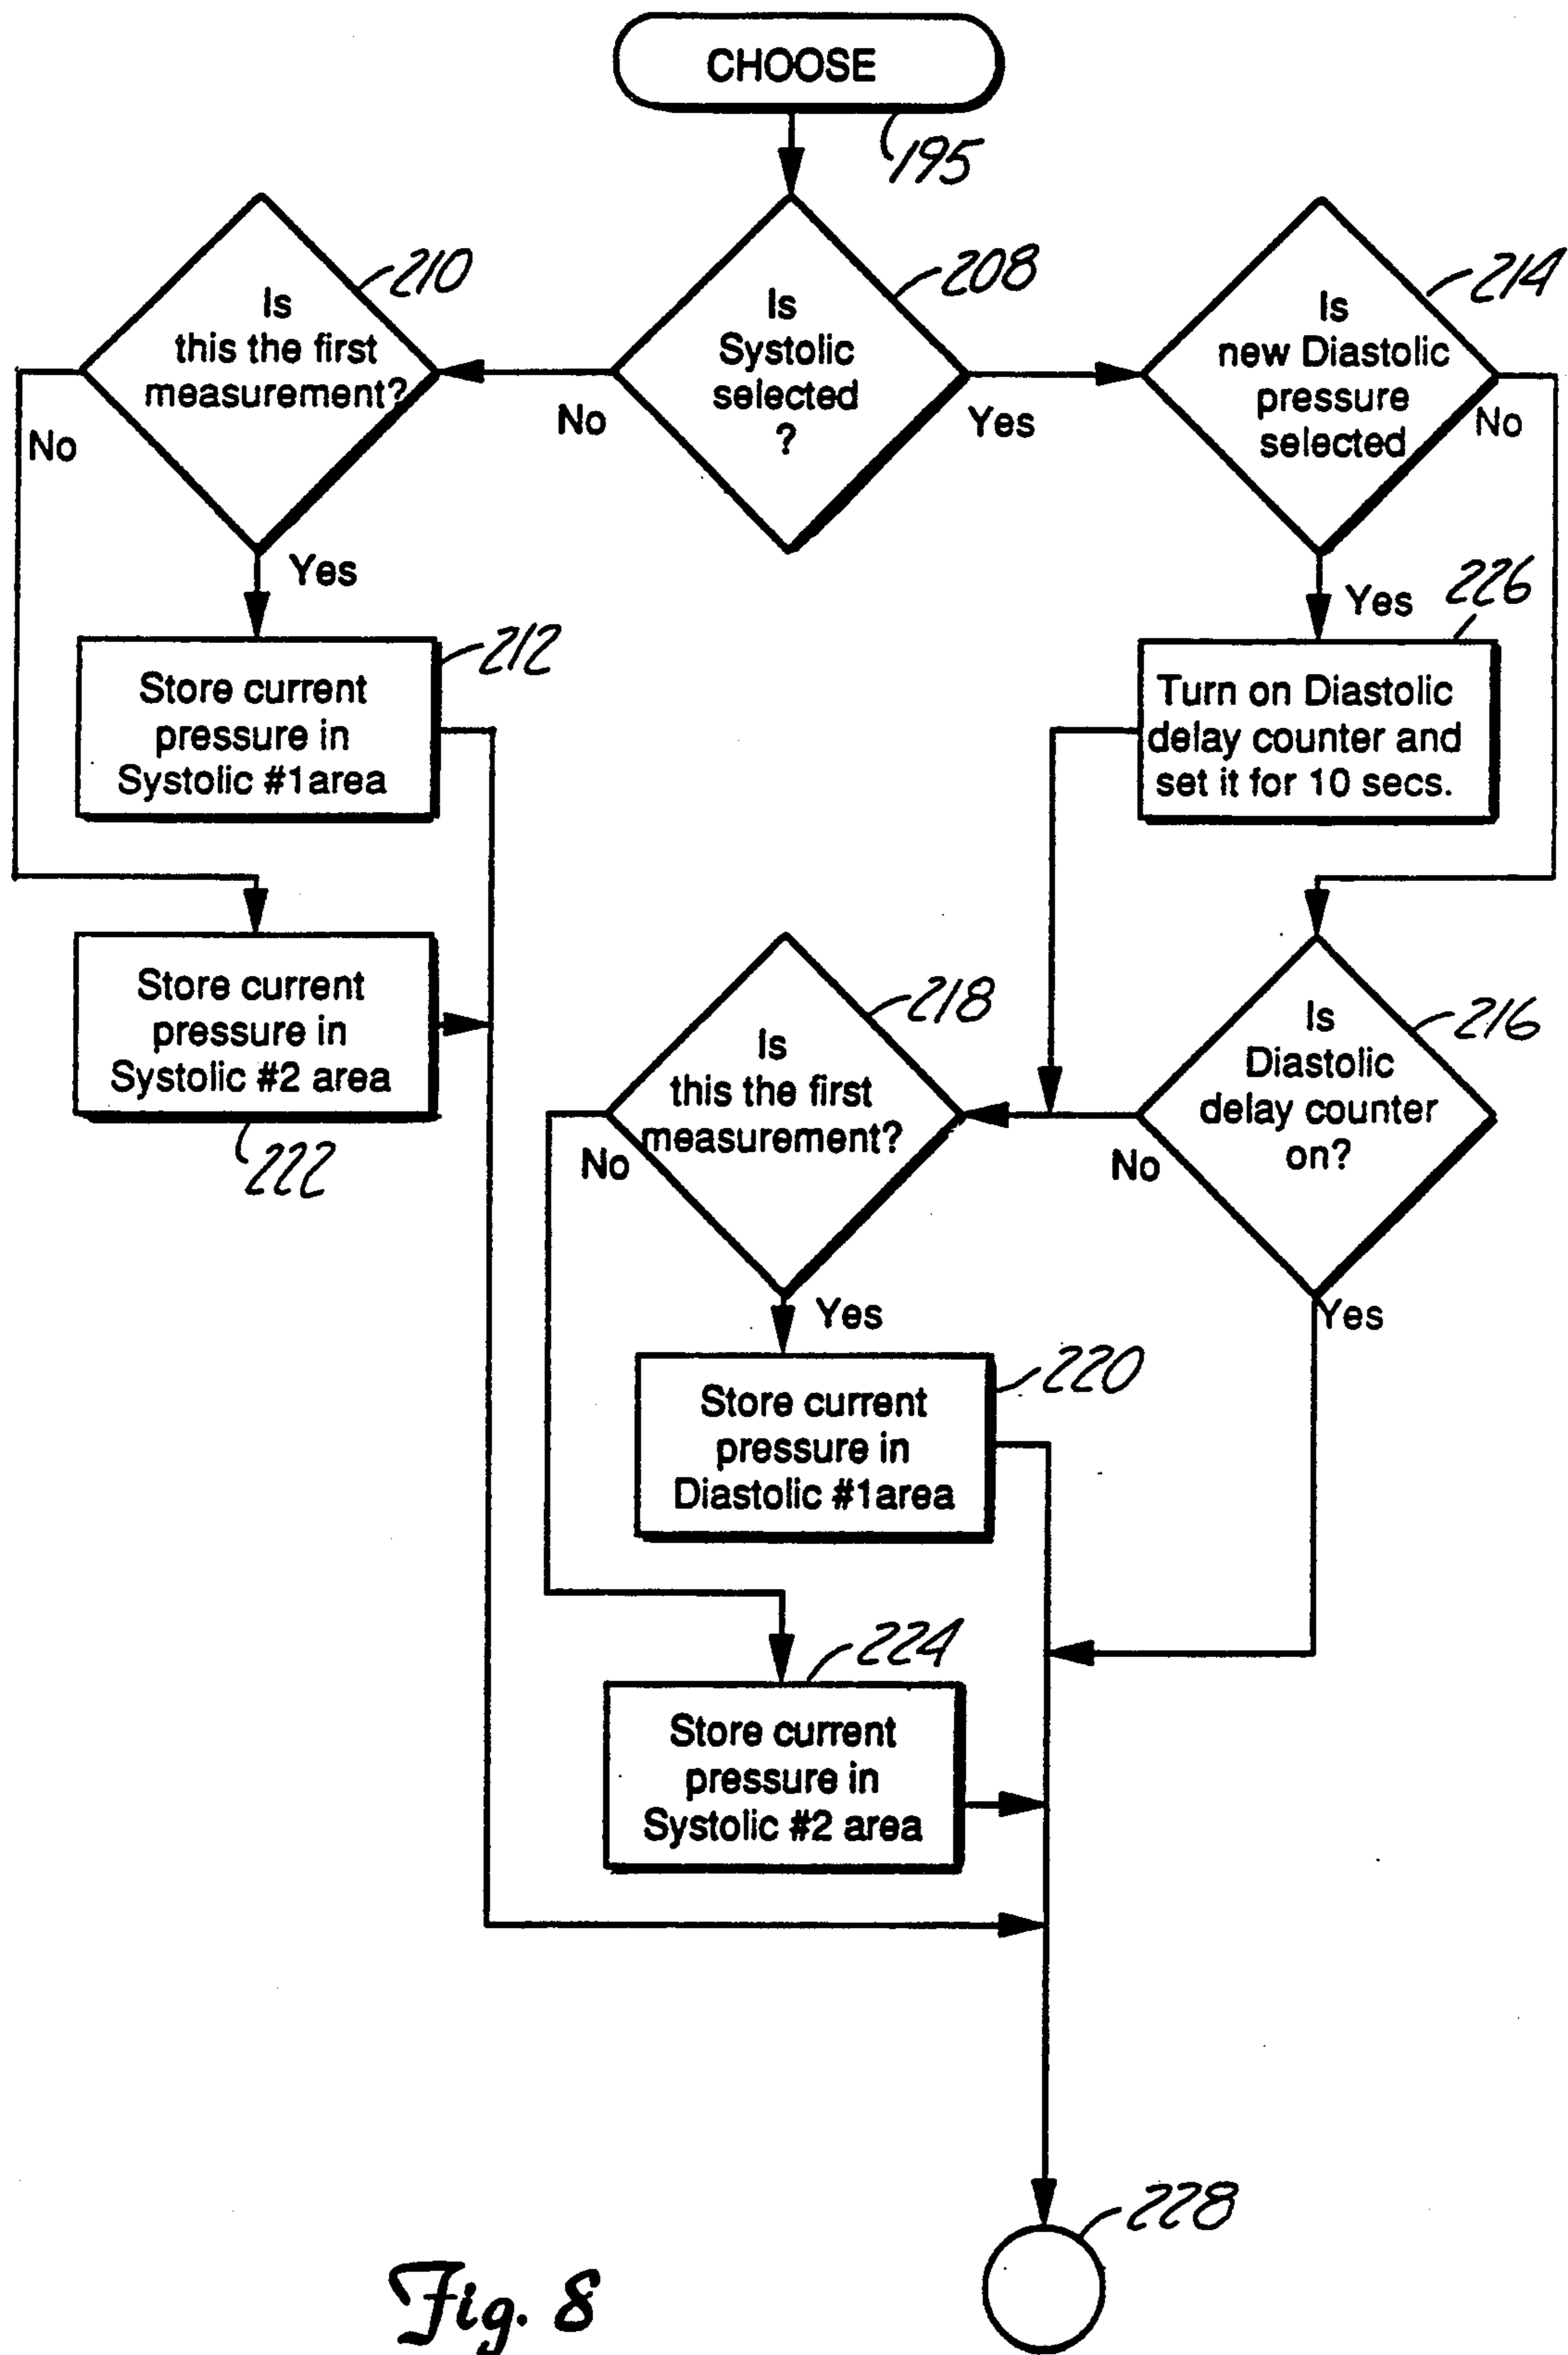 CHOOSE
195
210
Is
this the first
measurement?
No
Yes
208
Is
Systolic
selected
?
No
Yes
214
Is
new Diastolic
pressure
selected
No
Yes
212
Store current
pressure in
Systolic #1area
226
Turn on Diastolic
delay counter and
set it for 10 secs.
Store current
pressure in
Systolic #2 area
222
218
Is
this the first
measurement?
No
Yes
216
Is
Diastolic
delay counter
on?
No
Yes
220
Store current
pressure in
Diastolic #1area
224
Store current
pressure in
Systolic #2 area
228
Fig. 8